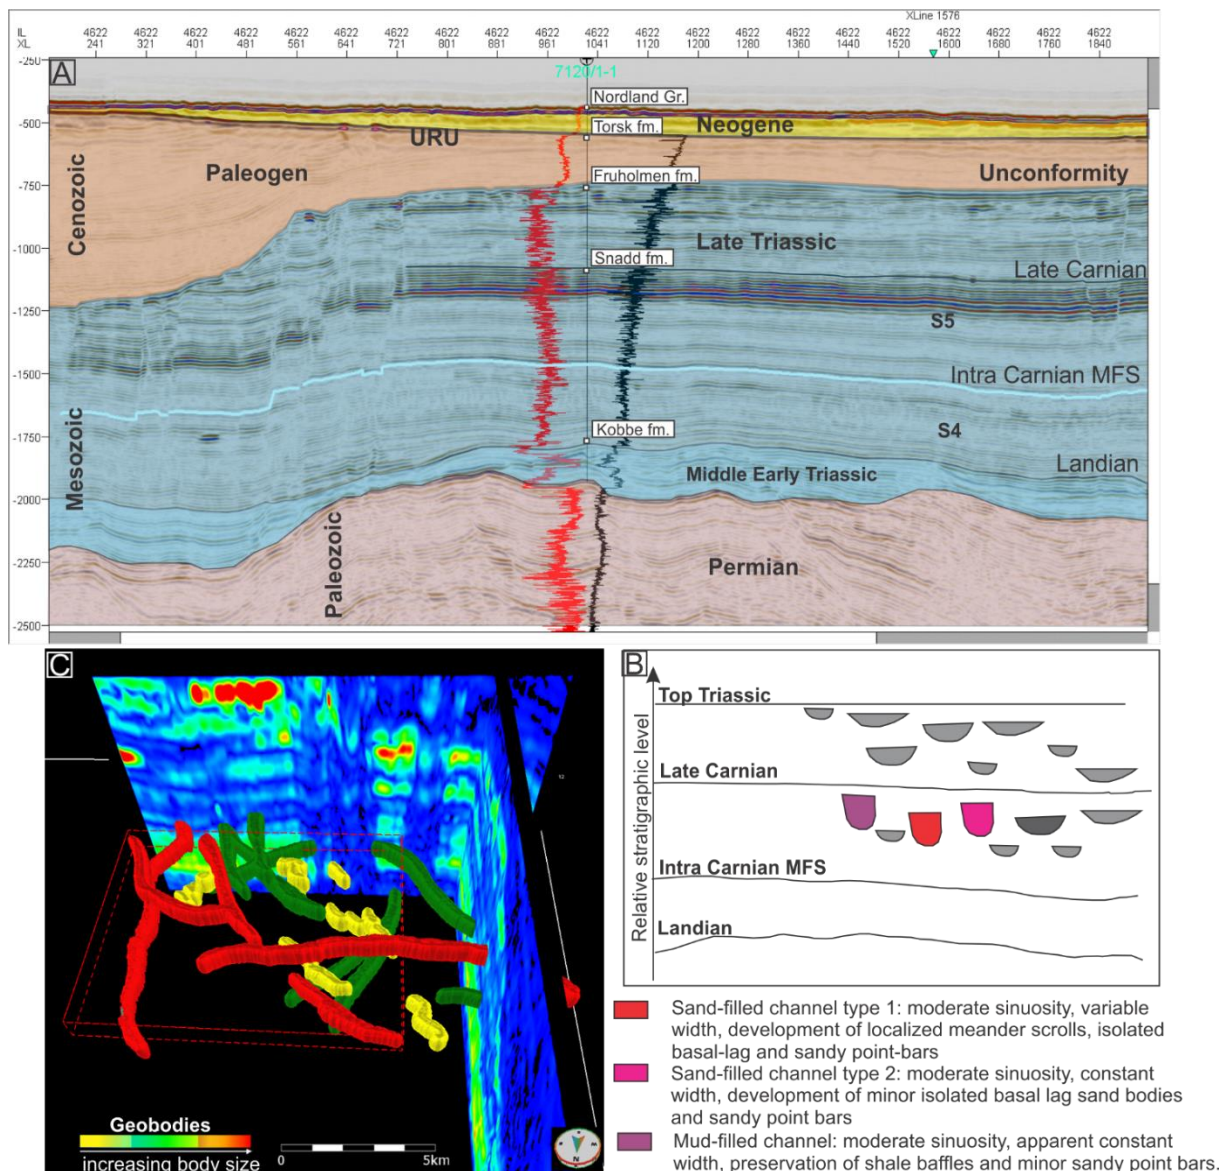 XLine 1576
IL 4622 4622 4622 4622 4622 4622 4622 4622 4622 4622 4622 4622 4622 4622 4622 4622 4622 4622 4622 4622 4622
XL 241 321 401 481 561 641 721 801 881 961 1041 1120 1200 1280 1360 1440 1520 1600 1680 1760 1840
-250
A
7120/1-1
Nordland Gr.
-500
Torsk fm.
Neogene
URU
Cenozoic
Paleogen
Fruholmen fm.
Unconformity
-750
Late Triassic
-1000
Snadd fm.
Late Carnian
-1250
S5
Intra Carnian MFS
-1500
Mesozoic
Kobbe fm.
S4
-1750
Landian
Middle Early Triassic
-2000
Paleozoic
Permian
-2250
-2500
C
Geobodies
increasing body size
0 5km
B
Relative stratigraphic level
Top Triassic
Late Carnian
Intra Carnian MFS
Landian
Sand-filled channel type 1: moderate sinuosity, variable
width, development of localized meander scrolls, isolated
basal-lag and sandy point-bars
Sand-filled channel type 2: moderate sinuosity, constant
width, development of minor isolated basal lag sand bodies
and sandy point bars
Mud-filled channel: moderate sinuosity, apparent constant
width, preservation of shale baffles and minor sandy point bars